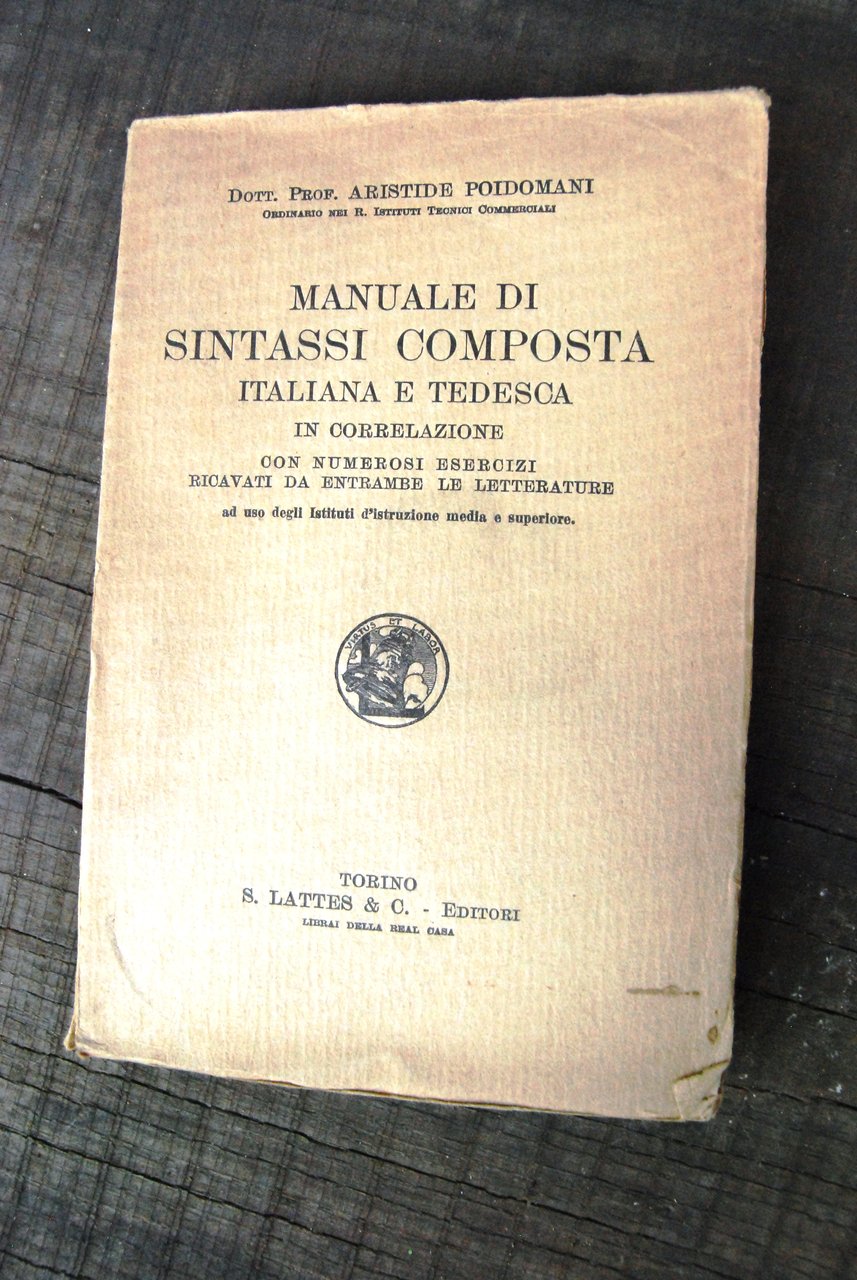 Dott. Prof. ARISTIDE POIDOMANI
Ordinario nei R. Istituti Tecnici Commerciali
MANUALE DI
SINTASSI COMPOSTA
ITALIANA E TEDESCA
IN CORRELAZIONE
CON NUMEROSI ESERCIZI
RICAVATI DA ENTRAMBE LE LETTERATURE
ad uso degli Istituti d'istruzione media e superiore.
VIRTUS ET LABOR
TORINO
S. LATTES & C. - Editori
LIBRAI DELLA REAL CASA